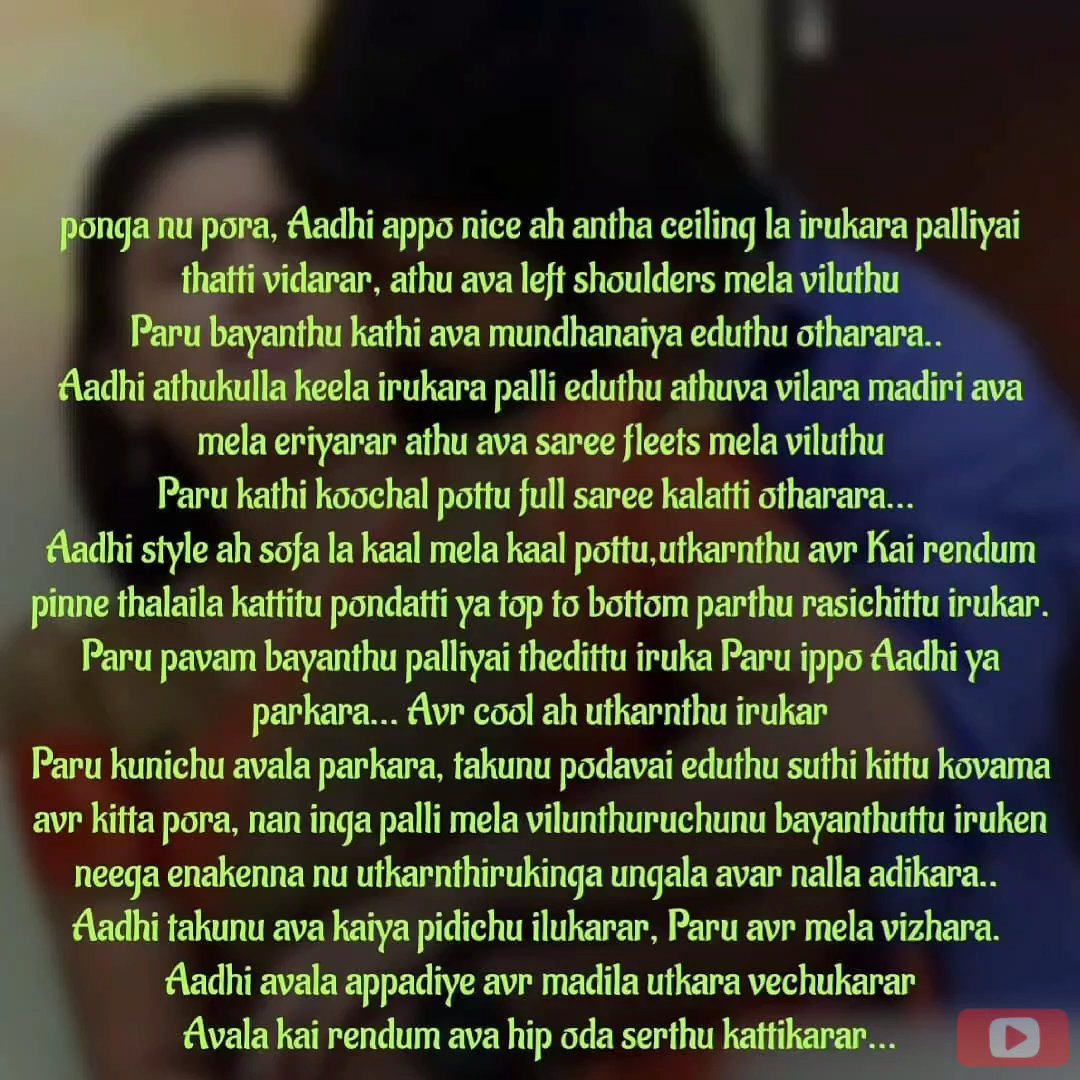 ponga nu pora, Aadhi appo nice ah antha ceiling la irukara palliyai
thatti vidarar, athu ava left shoulders mela viluthu
Paru bayanthu kathi ava mundhanaiya eduthu otharara..
Aadhi athukulla keela irukara palli eduthu athuva vilara madiri ava
mela eriyarar athu ava saree fleets mela viluthu
Paru kathi koochal pottu full saree kalatti otharara...
Aadhi style ah sofa la kaal mela kaal pottu,utkarnthu avr Kai rendum
pinne thalaila kattitu pondatti ya top to bottom parthu rasichittu irukar.
Paru pavam bayanthu palliyai thedittu iruka Paru ippo Aadhi ya
parkara... Avr cool ah utkarnthu irukar
Paru kunichu avala parkara, takunu podavai eduthu suthi kittu kovama
avr kitta pora, nan inga palli mela vilunthuruchunu bayanthuttu iruken
neega enakenna nu utkarnthirukinga ungala avar nalla adikara..
Aadhi takunu ava kaiya pidichu ilukarar, Paru avr mela vizhara.
Aadhi avala appadiye avr madila utkara vechukarar
Avala kai rendum ava hip oda serthu kattikarar...